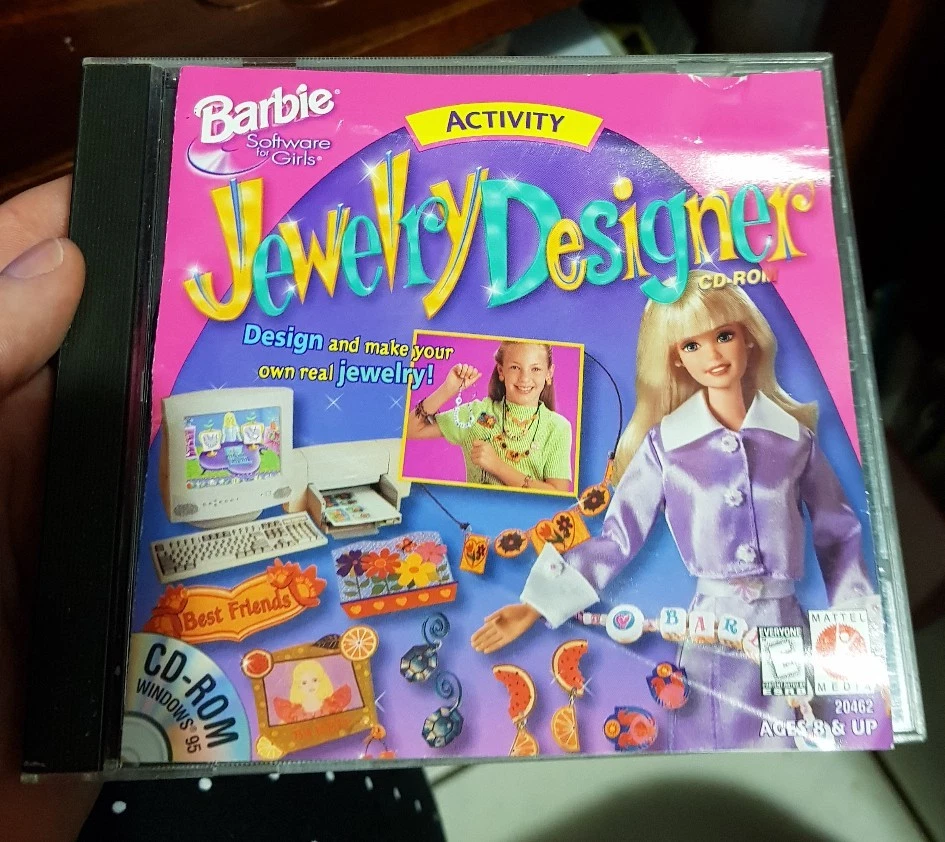 Barbie®
Software
for
Girls®
ACTIVITY
Jewelry Designer
CD-ROM
Design and make your
own real jewelry!
Best Friends
BAR
CD-ROM
WINDOWS® 95
EVERYONE
E
ESRB
MATTEL
MEDIA
20462
AGES 8 & UP